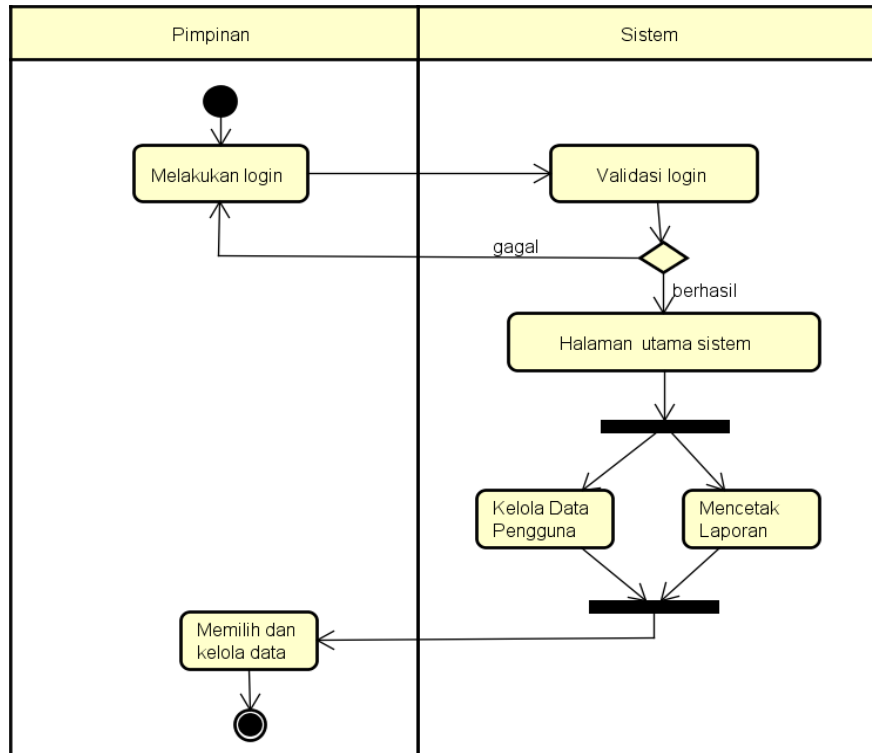 Pimpinan
Sistem
Melakukan login
Validasi login
gagal
berhasil
Halaman utama sistem
Kelola Data
Pengguna
Mencetak
Laporan
Memilih dan
kelola data